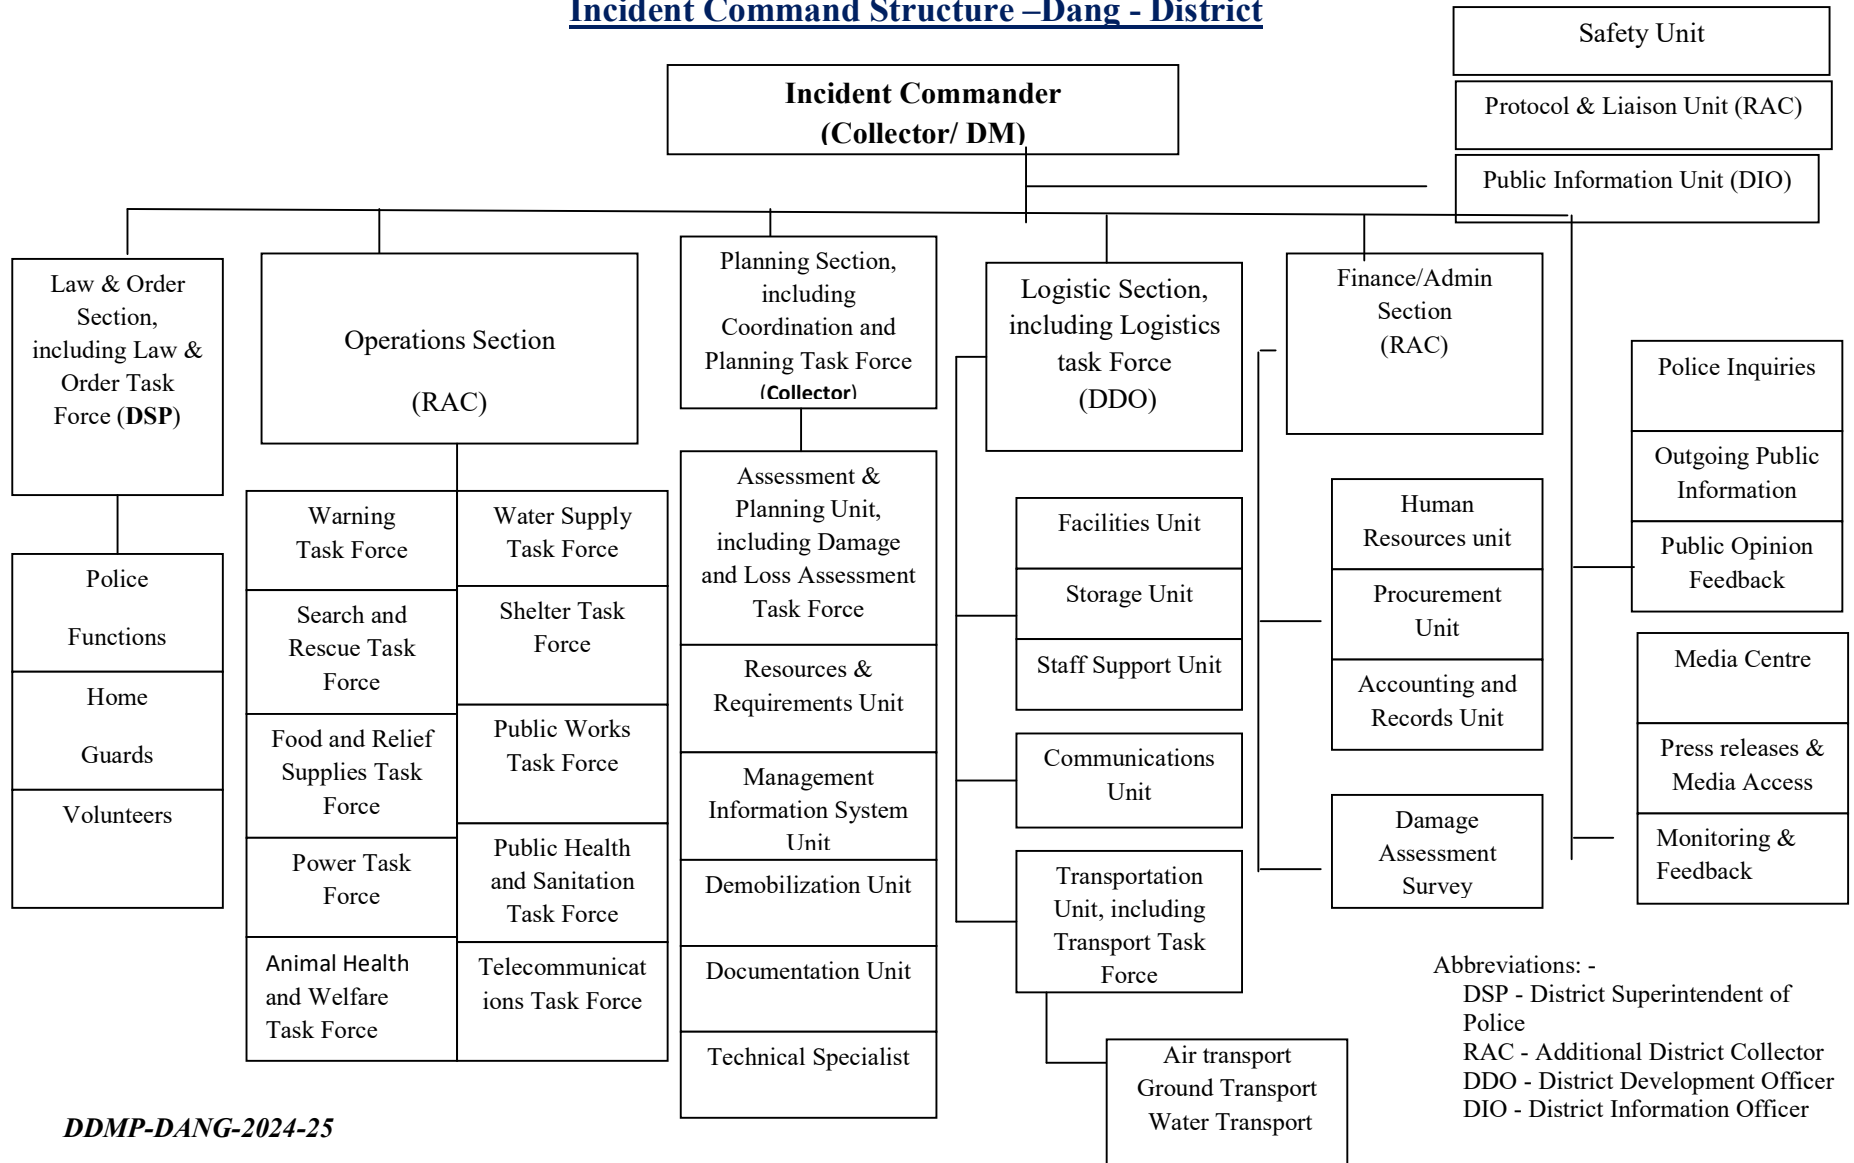 Incident Command Structure –Dang - District
Safety Unit
Protocol & Liaison Unit (RAC)
Public Information Unit (DIO)
Incident Commander
(Collector/ DM)
Law & Order
Section,
including Law &
Order Task
Force (DSP)
Police
Functions
Home
Guards
Volunteers
Operations Section
(RAC)
Warning
Task Force
Search and
Rescue Task
Force
Food and Relief
Supplies Task
Force
Power Task
Force
Animal Health
and Welfare
Task Force
Water Supply
Task Force
Shelter Task
Force
Public Works
Task Force
Public Health
and Sanitation
Task Force
Telecommunicat
ions Task Force
Planning Section,
including
Coordination and
Planning Task Force
(Collector)
Assessment &
Planning Unit,
including Damage
and Loss Assessment
Task Force
Resources &
Requirements Unit
Management
Information System
Unit
Demobilization Unit
Documentation Unit
Technical Specialist
Logistic Section,
including Logistics
task Force
(DDO)
Facilities Unit
Storage Unit
Staff Support Unit
Communications
Unit
Transportation
Unit, including
Transport Task
Force
Air transport
Ground Transport
Water Transport
Finance/Admin
Section
(RAC)
Human
Resources unit
Procurement
Unit
Accounting and
Records Unit
Damage
Assessment
Survey
Police Inquiries
Outgoing Public
Information
Public Opinion
Feedback
Media Centre
Press releases &
Media Access
Monitoring &
Feedback
Abbreviations: -
DSP - District Superintendent of
Police
RAC - Additional District Collector
DDO - District Development Officer
DIO - District Information Officer
DDMP-DANG-2024-25